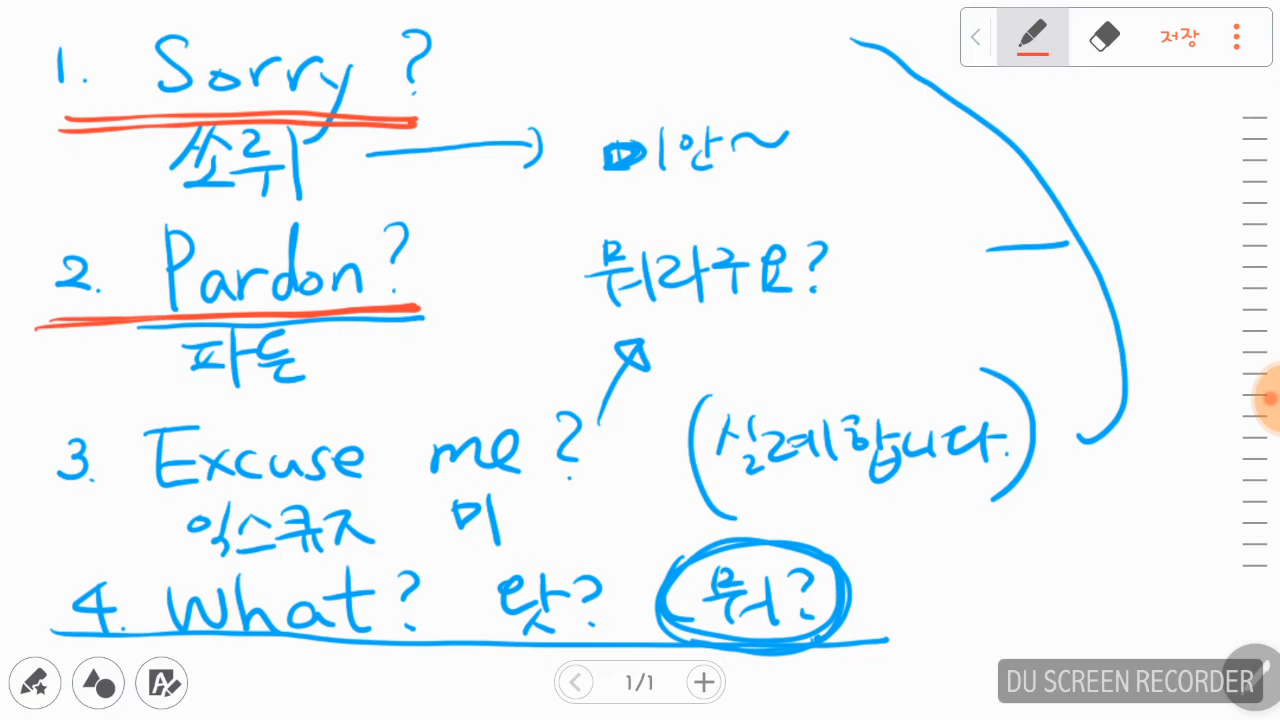 저장
1. Sorry?
쏘뤼 → 미안~
2. Pardon? 뭐라구요?
파든
3. Excuse me? (실례합니다.)
익스큐즈 미
4. What? 왓? 뭐?
1/1
DU SCREEN RECORDER